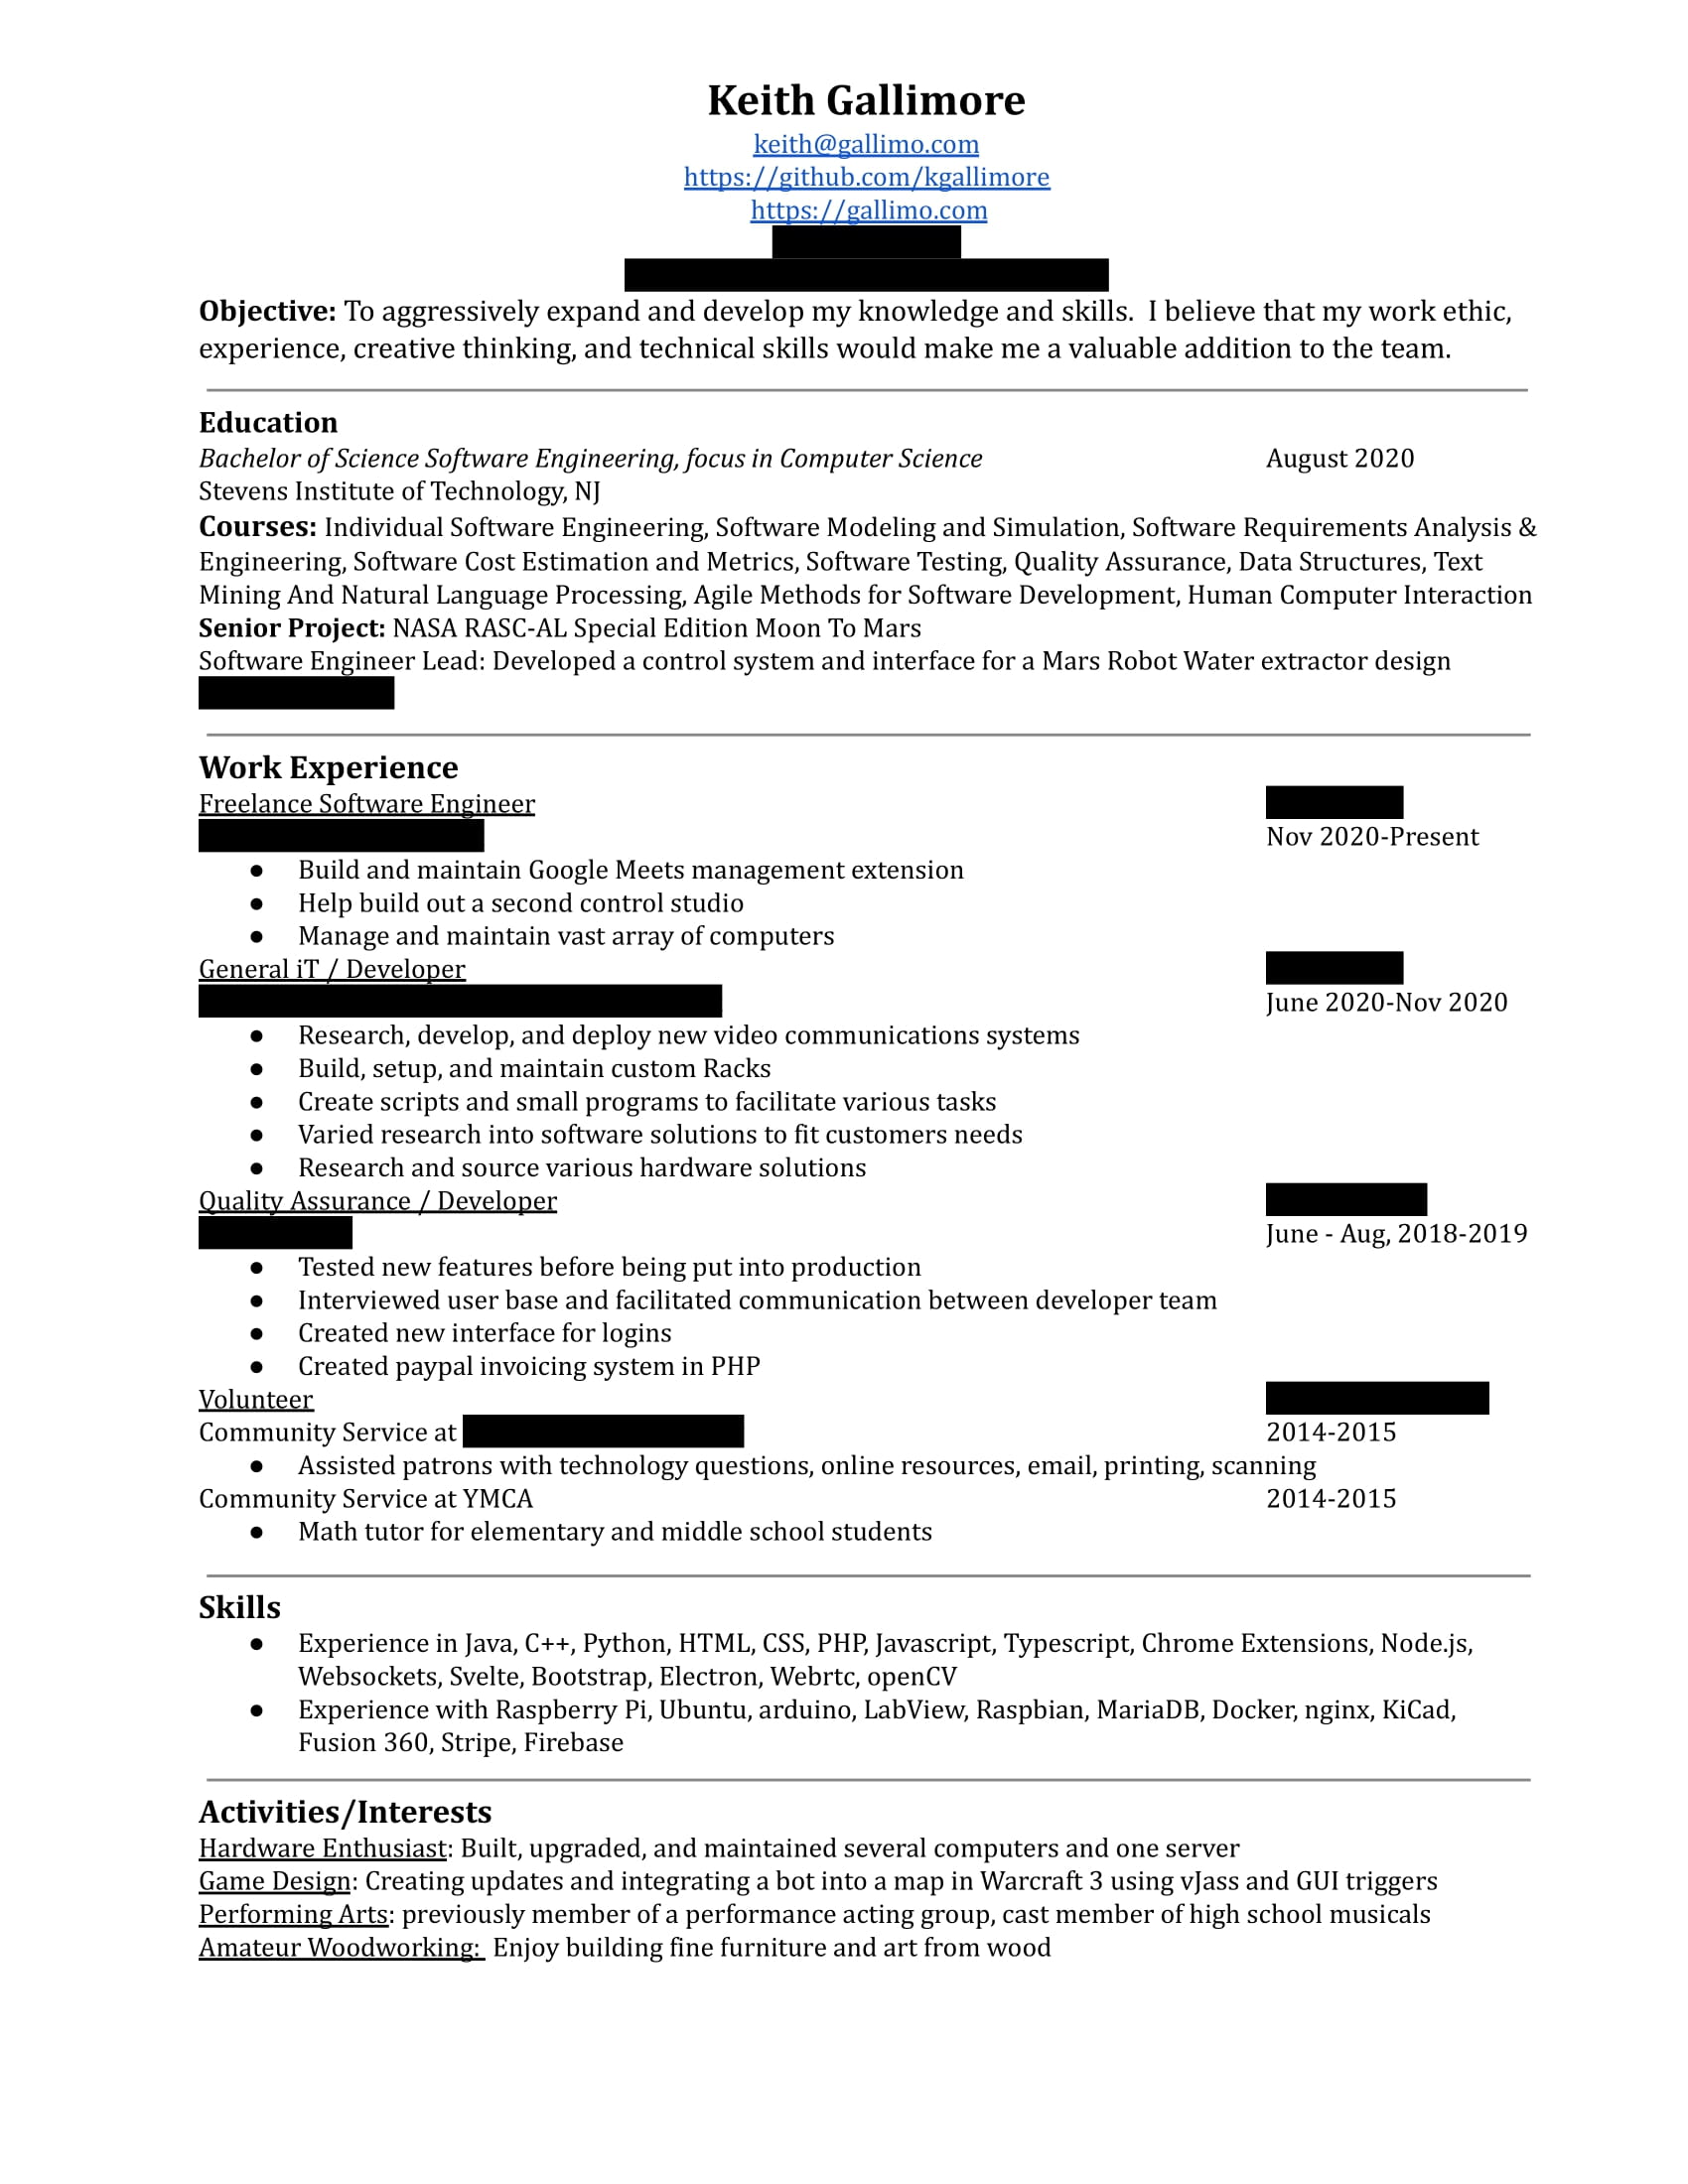 Keith Gallimore
keith@gallimo.com
https://github.com/kgallimore
https://gallimo.com
Objective: To aggressively expand and develop my knowledge and skills.  I believe that my work ethic,
experience, creative thinking, and technical skills would make me a valuable addition to the team.
Education
Bachelor of Science Software Engineering, focus in Computer Science August 2020
Stevens Institute of Technology, NJ
Courses: Individual Software Engineering, Software Modeling and Simulation, Software Requirements Analysis &
Engineering, Software Cost Estimation and Metrics, Software Testing, Quality Assurance, Data Structures, Text
Mining And Natural Language Processing, Agile Methods for Software Development, Human Computer Interaction
Senior Project: NASA RASC-AL Special Edition Moon To Mars
Software Engineer Lead: Developed a control system and interface for a Mars Robot Water extractor design
Work Experience
Freelance Software Engineer
Nov 2020-Present
● Build and maintain Google Meets management extension
● Help build out a second control studio
● Manage and maintain vast array of computers
General iT / Developer
June 2020-Nov 2020
● Research, develop, and deploy new video communications systems
● Build, setup, and maintain custom Racks
● Create scripts and small programs to facilitate various tasks
● Varied research into software solutions to fit customers needs
● Research and source various hardware solutions
Quality Assurance / Developer
June - Aug, 2018-2019
● Tested new features before being put into production
● Interviewed user base and facilitated communication between developer team
● Created new interface for logins
● Created paypal invoicing system in PHP
Volunteer
Community Service at 2014-2015
● Assisted patrons with technology questions, online resources, email, printing, scanning
Community Service at YMCA 2014-2015
● Math tutor for elementary and middle school students
Skills
● Experience in Java, C++, Python, HTML, CSS, PHP, Javascript, Typescript, Chrome Extensions, Node.js,
Websockets, Svelte, Bootstrap, Electron, Webrtc, openCV
● Experience with Raspberry Pi, Ubuntu, arduino, LabView, Raspbian, MariaDB, Docker, nginx, KiCad,
Fusion 360, Stripe, Firebase
Activities/Interests
Hardware Enthusiast: Built, upgraded, and maintained several computers and one server
Game Design: Creating updates and integrating a bot into a map in Warcraft 3 using vJass and GUI triggers
Performing Arts: previously member of a performance acting group, cast member of high school musicals
Amateur Woodworking:  Enjoy building fine furniture and art from wood